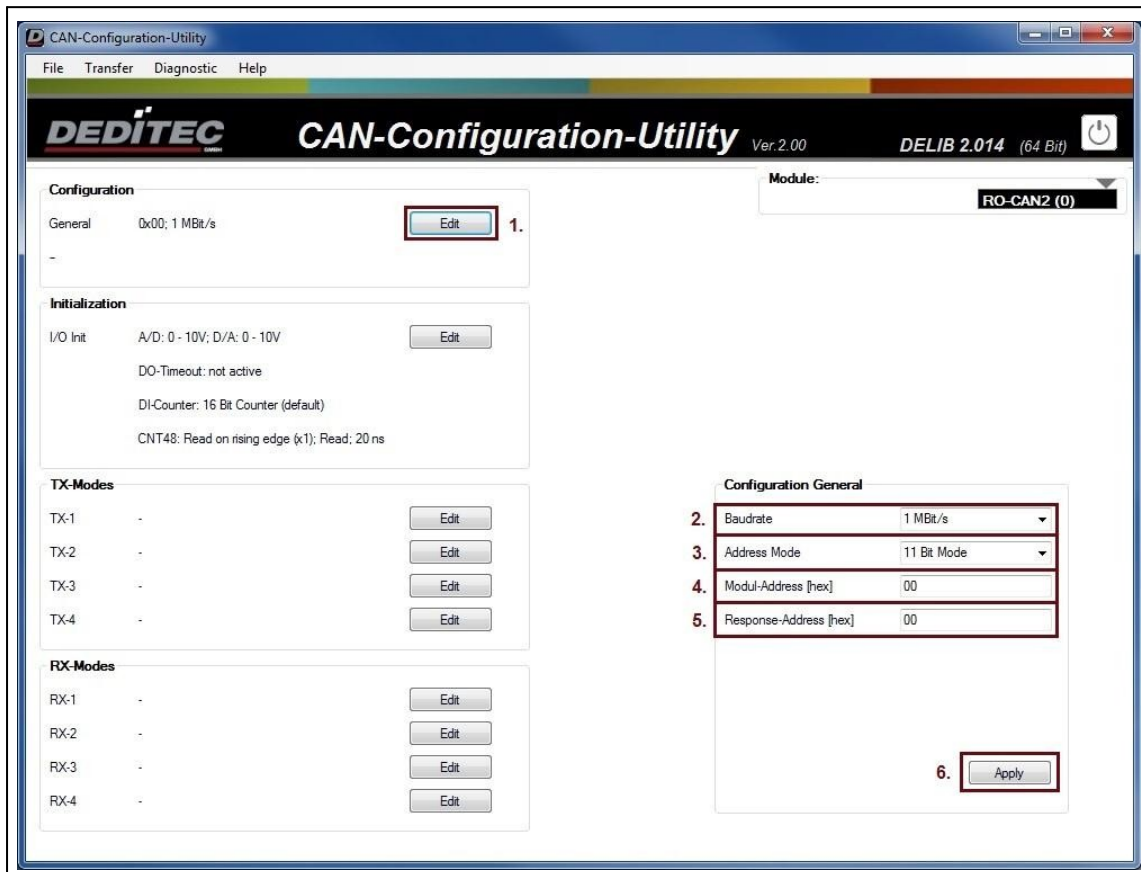 CAN-Configuration-Utility
File Transfer Diagnostic Help
DEDITEC GMBH CAN-Configuration-Utility Ver.2.00 DELIB 2.014 (64 Bit)
Module:
RO-CAN2 (0)
Configuration
General 0x00; 1 MBit/s Edit 1.
-
Initialization
I/O Init A/D: 0 - 10V; D/A: 0 - 10V Edit
DO-Timeout: not active
DI-Counter: 16 Bit Counter (default)
CNT48: Read on rising edge (x1); Read; 20 ns
TX-Modes
TX-1 - Edit
TX-2 - Edit
TX-3 - Edit
TX-4 - Edit
RX-Modes
RX-1 - Edit
RX-2 - Edit
RX-3 - Edit
RX-4 - Edit
Configuration General
2. Baudrate 1 MBit/s
3. Address Mode 11 Bit Mode
4. Modul-Address [hex] 00
5. Response-Address [hex] 00
6. Apply